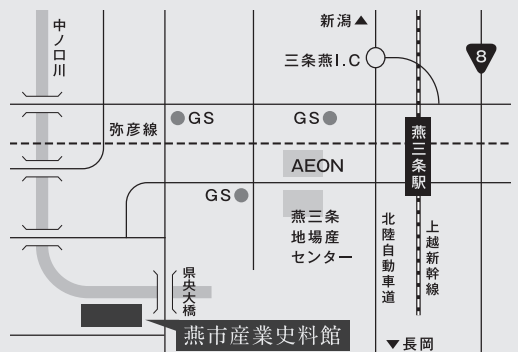 新潟▲
中ノ口川
三条燕I.C
8
弥彦線
GS
GS
燕三条駅
AEON
GS
燕三条
地場産
センター
北陸自動車道
上越新幹線
県央大橋
燕市産業史料館
▼長岡